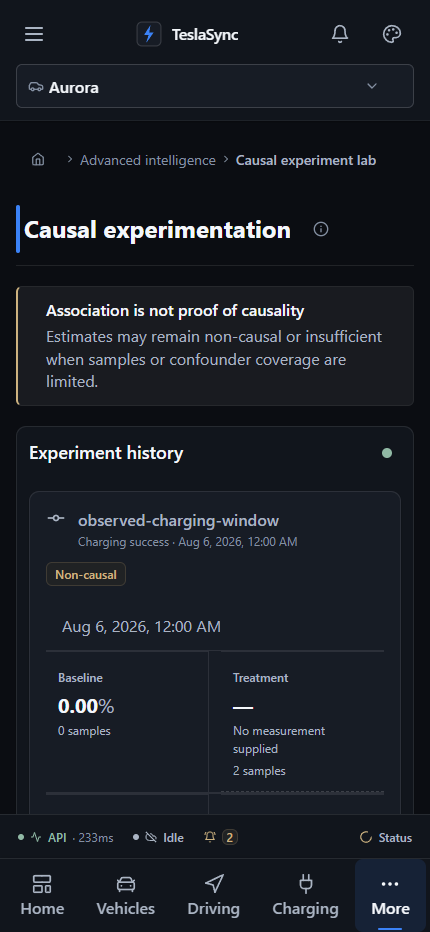 TeslaSync
Aurora
Advanced intelligence > Causal experiment lab
Causal experimentation
Association is not proof of causality
Estimates may remain non-causal or insufficient
when samples or confounder coverage are
limited.
Experiment history
observed-charging-window
Charging success · Aug 6, 2026, 12:00 AM
Non-causal
Aug 6, 2026, 12:00 AM
Baseline
0.00%
0 samples
Treatment
—
No measurement
supplied
2 samples
API · 233ms
Idle
2
Status
Home
Vehicles
Driving
Charging
More